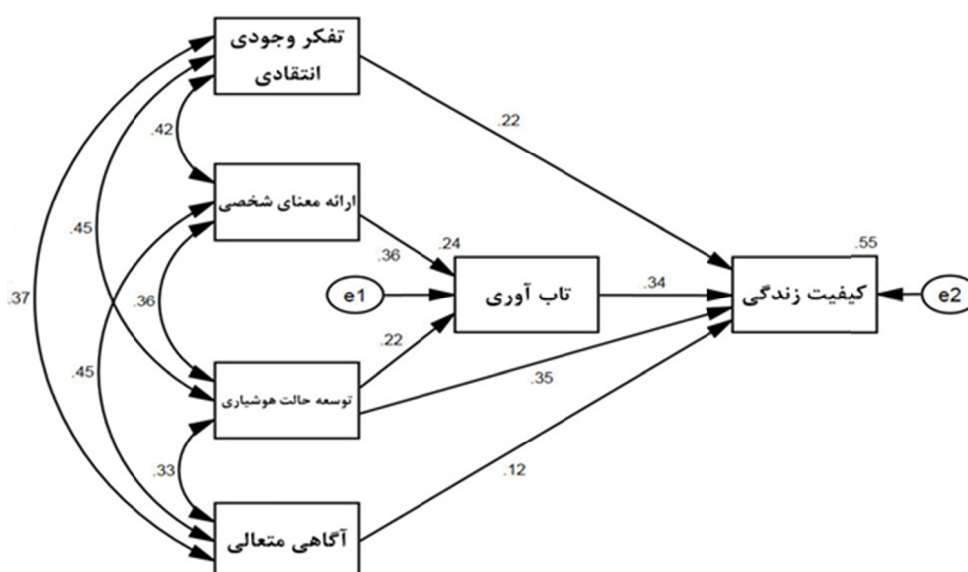 تفکر وجودی
انتقادی
.22
.42
ارائه معنای شخصی
.45
.24
.55
.36
.37
.36
e1
تاب آوری
.34
کیفیت زندگی
e2
.22
.45
توسعه حالت هوشیاری
.35
.33
.12
آگاهی متعالی